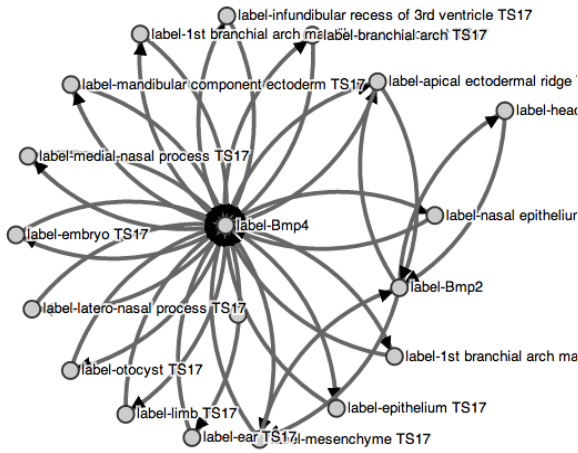 label-infundibular recess of 3rd ventricle TS17
label-1st branchial arch
label-branchial arch TS17
label-mandibular component ectoderm TS17
label-apical ectodermal ridge
label-head
label-medial-nasal process TS17
label-nasal epithelium
label-Bmp4
label-embryo TS17
label-Bmp2
label-latero-nasal process TS17
label-1st branchial arch ma
label-otocyst TS17
label-epithelium TS17
label-limb TS17
label-ear TS17
label-mesenchyme TS17